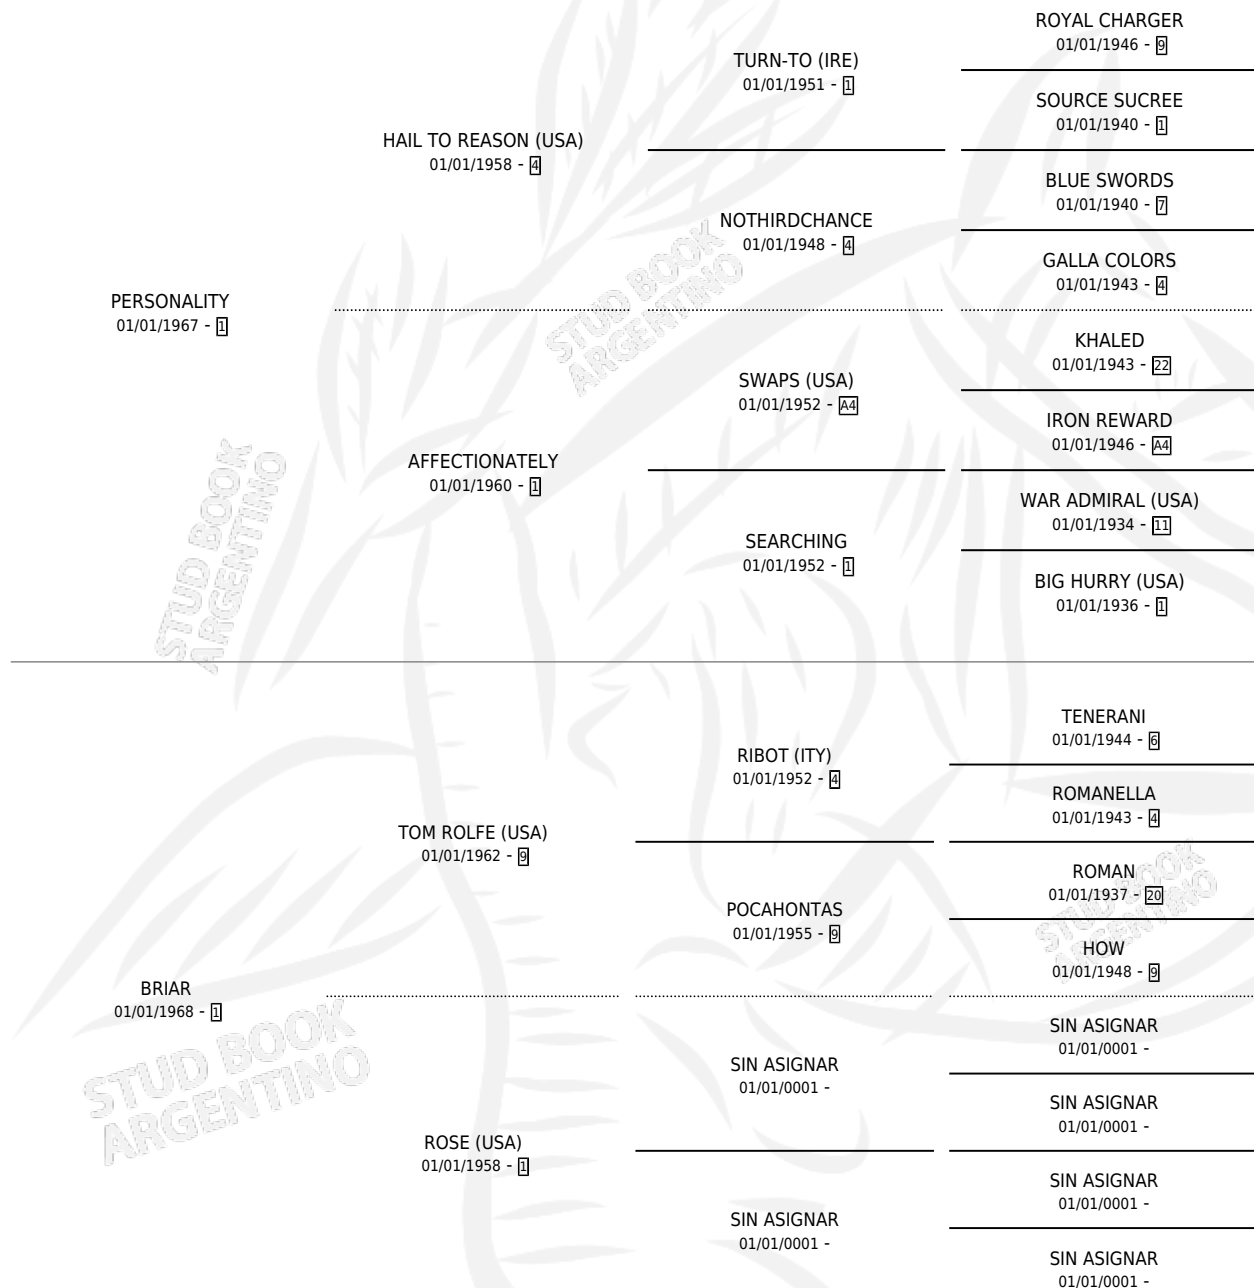 ROYAL CHARGER
01/01/1946 - 9
TURN-TO (IRE)
01/01/1951 - 1
SOURCE SUCREE
01/01/1940 - 1
HAIL TO REASON (USA)
01/01/1958 - 4
BLUE SWORDS
01/01/1940 - 7
NOTHIRDCHANCE
01/01/1948 - 4
GALLA COLORS
01/01/1943 - 4
PERSONALITY
01/01/1967 - 1
KHALED
01/01/1943 - 22
SWAPS (USA)
01/01/1952 - A4
IRON REWARD
01/01/1946 - A4
AFFECTIONATELY
01/01/1960 - 1
WAR ADMIRAL (USA)
01/01/1934 - 11
SEARCHING
01/01/1952 - 1
BIG HURRY (USA)
01/01/1936 - 1
TENERANI
01/01/1944 - 6
RIBOT (ITY)
01/01/1952 - 4
ROMANELLA
01/01/1943 - 4
TOM ROLFE (USA)
01/01/1962 - 9
ROMAN
01/01/1937 - 20
POCAHONTAS
01/01/1955 - 9
HOW
01/01/1948 - 9
BRIAR
01/01/1968 - 1
SIN ASIGNAR
01/01/0001 -
SIN ASIGNAR
01/01/0001 -
SIN ASIGNAR
01/01/0001 -
ROSE (USA)
01/01/1958 - 1
SIN ASIGNAR
01/01/0001 -
SIN ASIGNAR
01/01/0001 -
SIN ASIGNAR
01/01/0001 -
STUD BOOK
ARGENTINO
STUD BOOK
ARGENTINO
STUD BOOK
ARGENTINO
STUD BOOK
ARGENTINO